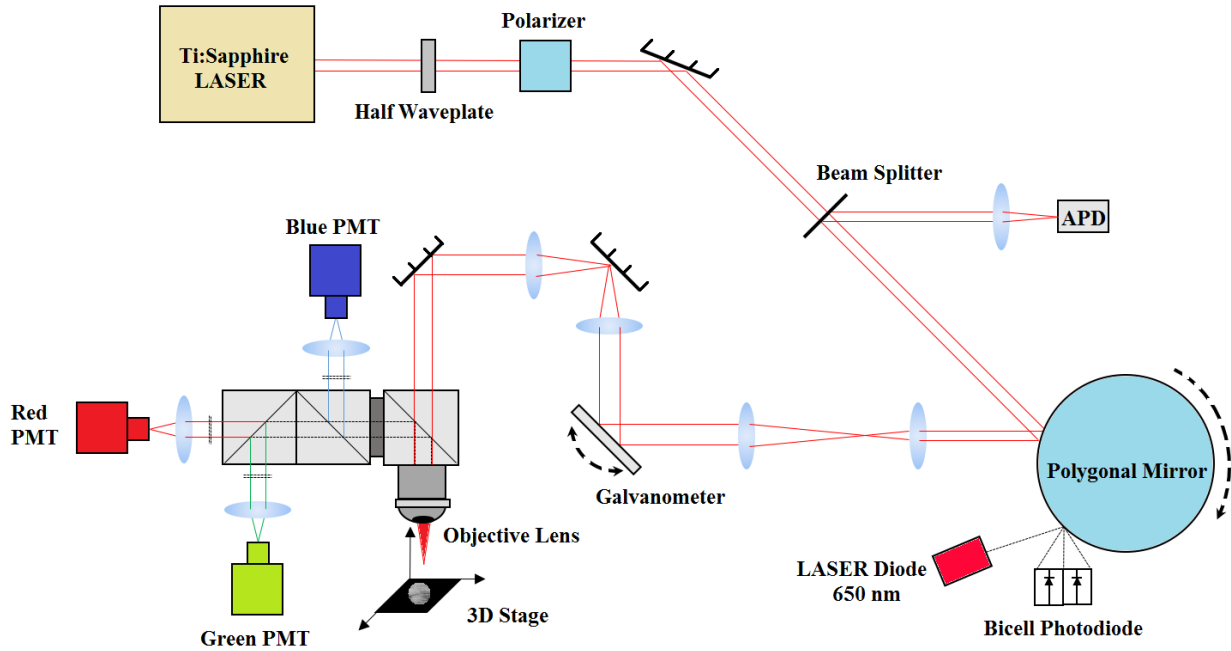 Polarizer
Ti:Sapphire
LASER
Half Waveplate
Beam Splitter
APD
Blue PMT
Red
PMT
Polygonal Mirror
Galvanometer
Objective Lens
LASER Diode
650 nm
3D Stage
Bicell Photodiode
Green PMT